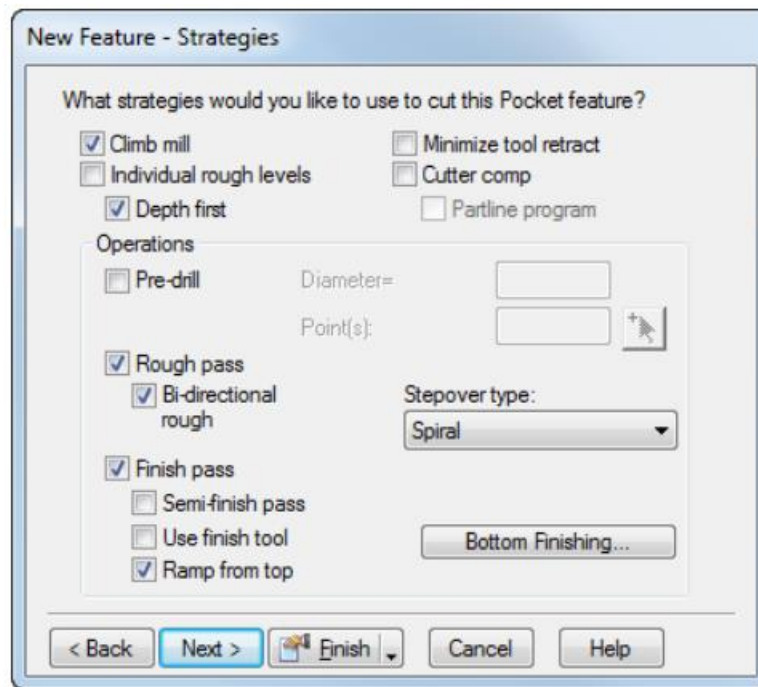 New Feature - Strategies
What strategies would you like to use to cut this Pocket feature?
Climb mill
Minimize tool retract
Individual rough levels
Cutter comp
Depth first
Partline program
Operations
Pre-drill
Diameter=
Point(s):
Rough pass
Bi-directional
rough
Stepover type:
Spiral
Finish pass
Semi-finish pass
Use finish tool
Bottom Finishing...
Ramp from top
< Back
Next >
Finish
Cancel
Help